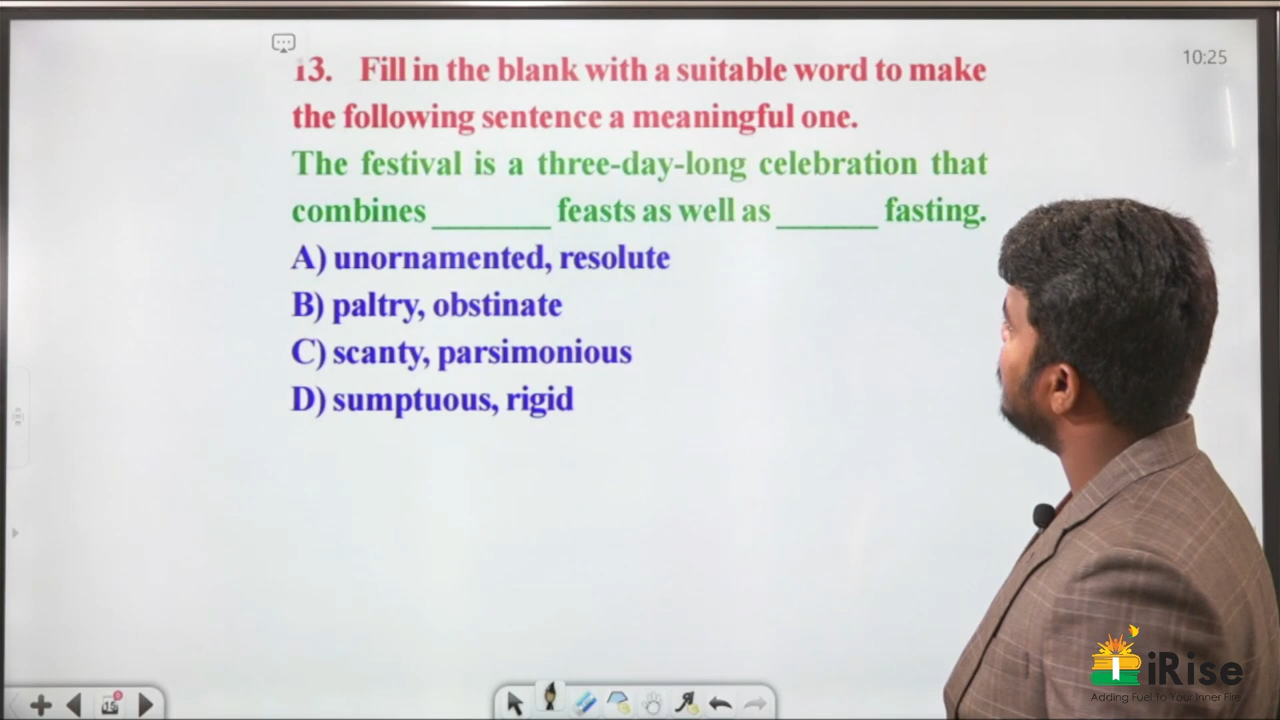 10:25
13. Fill in the blank with a suitable word to make
the following sentence a meaningful one.
The festival is a three-day-long celebration that
combines _______ feasts as well as ______ fasting.
A) unornamented, resolute
B) paltry, obstinate
C) scanty, parsimonious
D) sumptuous, rigid
15
iRise
Adding Fuel To Your Inner Fire